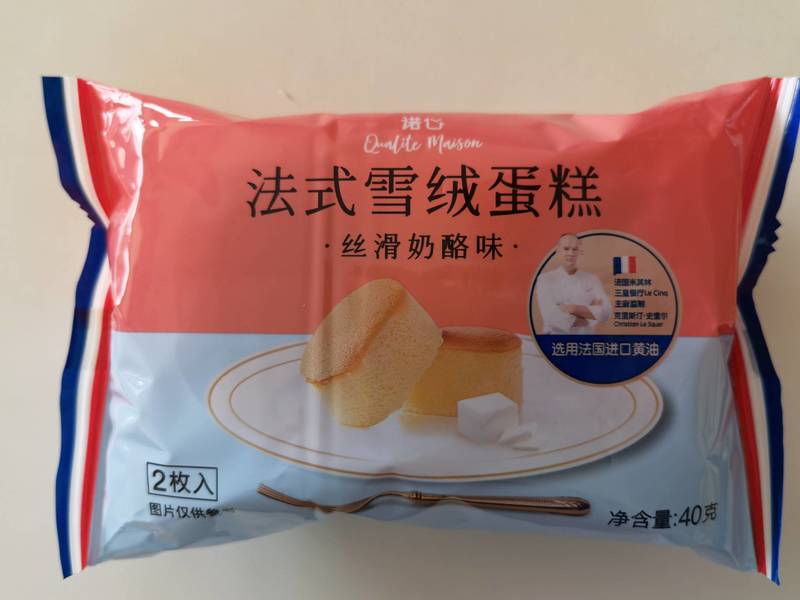 诺心
Qualite Maison
法式雪绒蛋糕
·丝滑奶酪味·
法国米其林
三星餐厅Le Cinq
主厨监制
克里斯汀·史奎尔
Christian Le Squer
选用法国进口黄油
2枚入
图片仅供参
净含量:40克